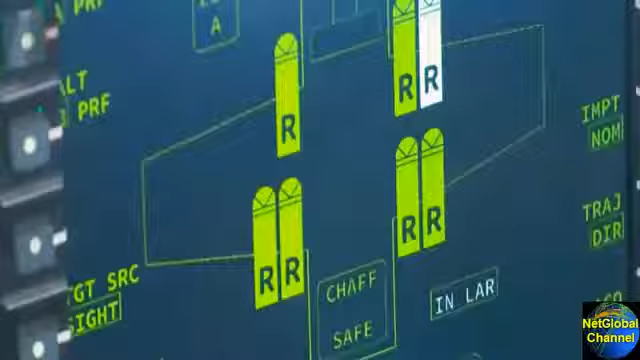 PRF
A
ALT
PRF
R
R
R
IMPT
NOM
R
R
R
R
TRAJ
DIR
TGT SRC
SIGHT
CHAFF
SAFE
IN LAR
NetGlobal
Channel